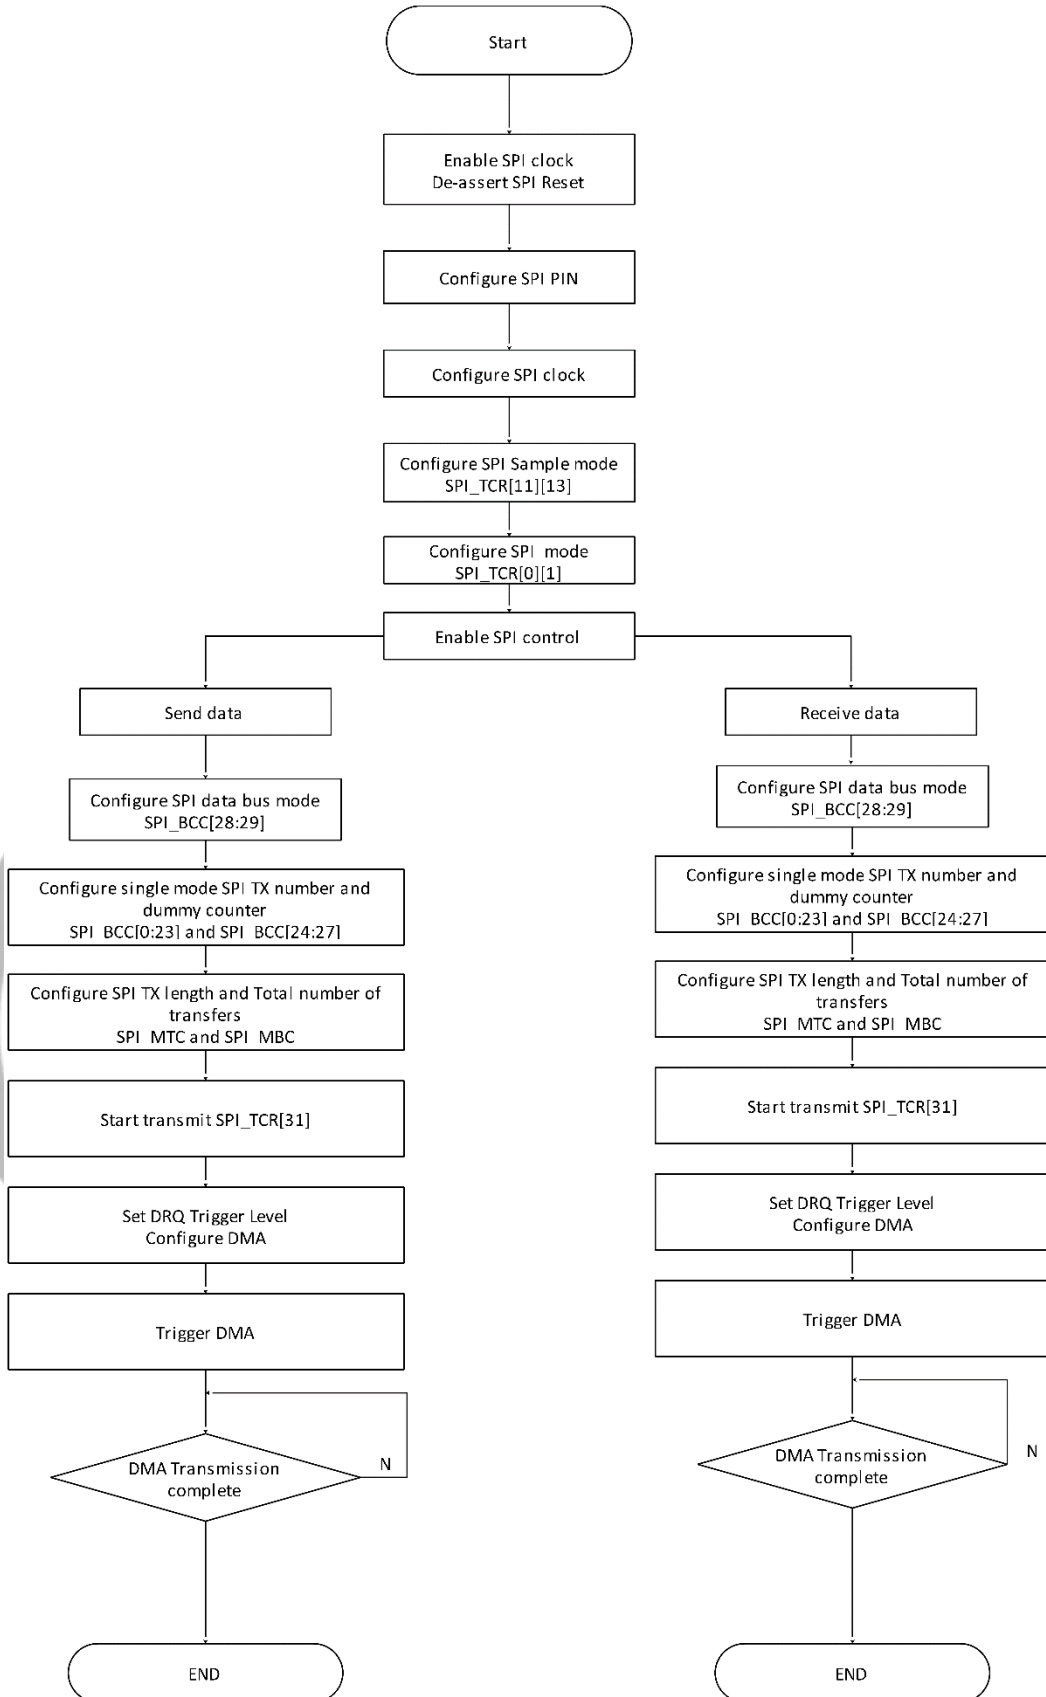 Start
Enable SPI clock
De-assert SPI Reset
Configure SPI PIN
Configure SPI clock
Configure SPI Sample mode
SPI_TCR[11][13]
Configure SPI mode
SPI_TCR[0][1]
Enable SPI control
Send data
Configure SPI data bus mode
SPI_BCC[28:29]
Configure single mode SPI TX number and
dummy counter
SPI_BCC[0:23] and SPI_BCC[24:27]
Configure SPI TX length and Total number of
transfers
SPI_MTC and SPI_MBC
Start transmit SPI_TCR[31]
Set DRQ Trigger Level
Configure DMA
Trigger DMA
DMA Transmission
complete
N
END
Receive data
Configure SPI data bus mode
SPI_BCC[28:29]
Configure single mode SPI TX number and
dummy counter
SPI_BCC[0:23] and SPI_BCC[24:27]
Configure SPI TX length and Total number of
transfers
SPI_MTC and SPI_MBC
Start transmit SPI_TCR[31]
Set DRQ Trigger Level
Configure DMA
Trigger DMA
DMA Transmission
complete
N
END